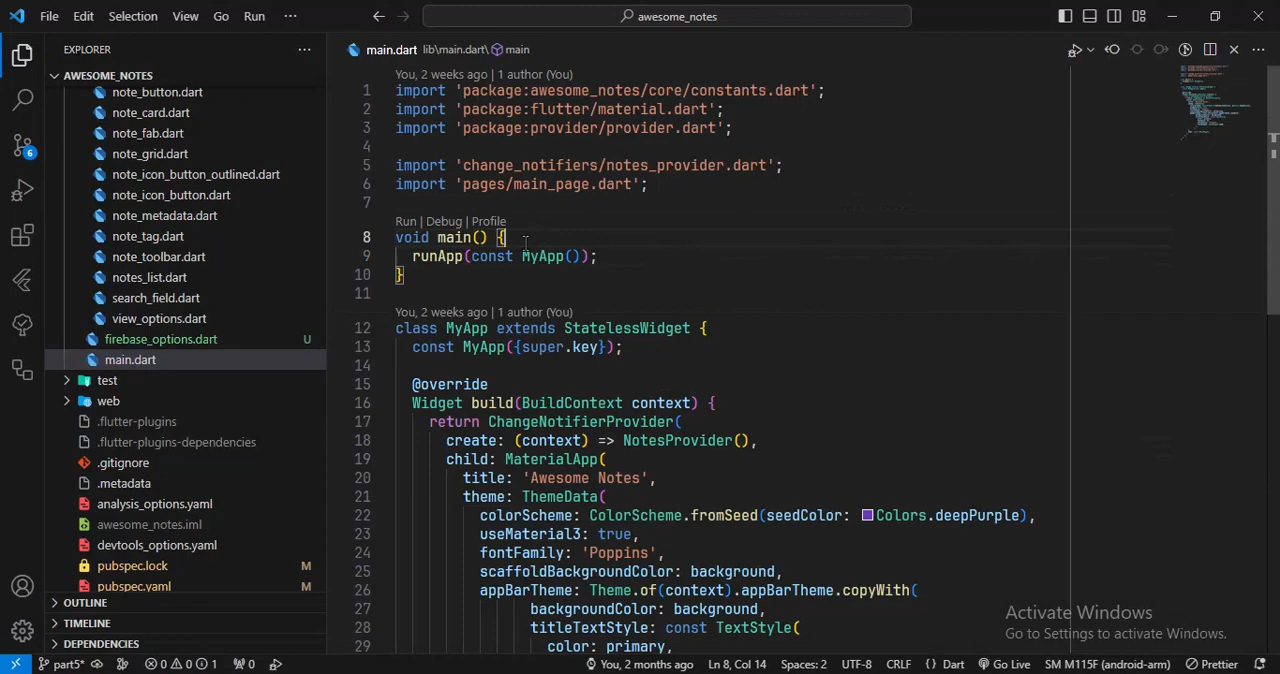 File Edit Selection View Go Run ··· awesome_notes
EXPLORER ···
AWESOME_NOTES
note_button.dart
note_card.dart
note_fab.dart
note_grid.dart
note_icon_button_outlined.dart
note_icon_button.dart
note_metadata.dart
note_tag.dart
note_toolbar.dart
notes_list.dart
search_field.dart
view_options.dart
firebase_options.dart U
main.dart
test
web
.flutter-plugins
.flutter-plugins-dependencies
.gitignore
.metadata
analysis_options.yaml
awesome_notes.iml
devtools_options.yaml
pubspec.lock M
pubspec.yaml M
OUTLINE
TIMELINE
DEPENDENCIES
6
main.dart lib\main.dart\ main
You, 2 weeks ago | 1 author (You)
1 import 'package:awesome_notes/core/constants.dart';
2 import 'package:flutter/material.dart';
3 import 'package:provider/provider.dart';
4
5 import 'change_notifiers/notes_provider.dart';
6 import 'pages/main_page.dart';
7
Run | Debug | Profile
8 void main() {
9 runApp(const MyApp());
10 }
11
You, 2 weeks ago | 1 author (You)
12 class MyApp extends StatelessWidget {
13 const MyApp({super.key});
14
15 @override
16 Widget build(BuildContext context) {
17 return ChangeNotifierProvider(
18 create: (context) => NotesProvider(),
19 child: MaterialApp(
20 title: 'Awesome Notes',
21 theme: ThemeData(
22 colorScheme: ColorScheme.fromSeed(seedColor: Colors.deepPurple),
23 useMaterial3: true,
24 fontFamily: 'Poppins',
25 scaffoldBackgroundColor: background,
26 appBarTheme: Theme.of(context).appBarTheme.copyWith(
27 backgroundColor: background,
28 titleTextStyle: const TextStyle(
29 color: primary,
Activate Windows
Go to Settings to activate Windows.
part5* 0 0 1 0 You, 2 months ago Ln 8, Col 14 Spaces: 2 UTF-8 CRLF {} Dart Go Live SM M115F (android-arm) Prettier